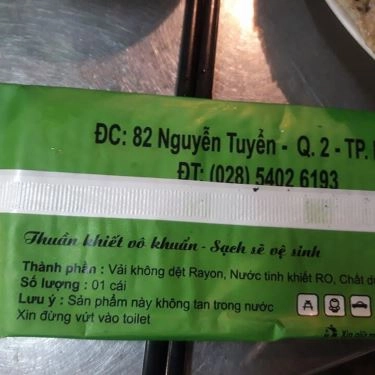 ĐC: 82 Nguyễn Tuyển - Q. 2 - TP.
ĐT: (028) 5402 6193
Thuần khiết vô khuẩn - Sạch sẽ vệ sinh
Thành phần : Vải không dệt Rayon, Nước tinh khiết RO, Chất
Số lượng : 01 cái
Lưu ý : Sản phẩm này không tan trong nước
Xin đừng vứt vào toilet
Xin giữ